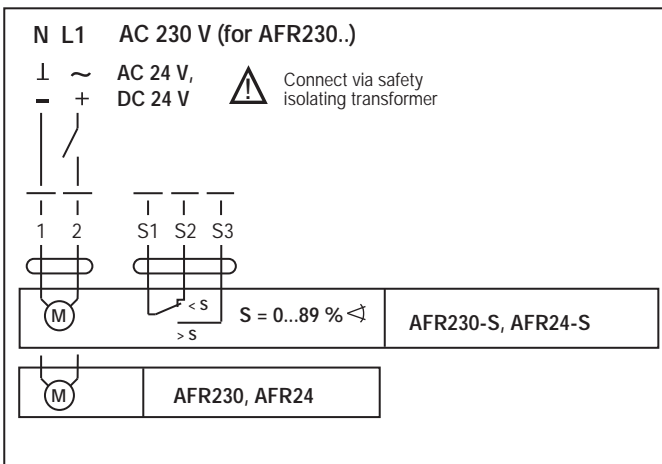 N L1 AC 230 V (for AFR230..)
⊥ ~ AC 24 V,
– + DC 24 V
Connect via safety
isolating transformer
1 2 S1 S2 S3
M
< S
> S
S = 0...89 % ∢
AFR230-S, AFR24-S
M
AFR230, AFR24